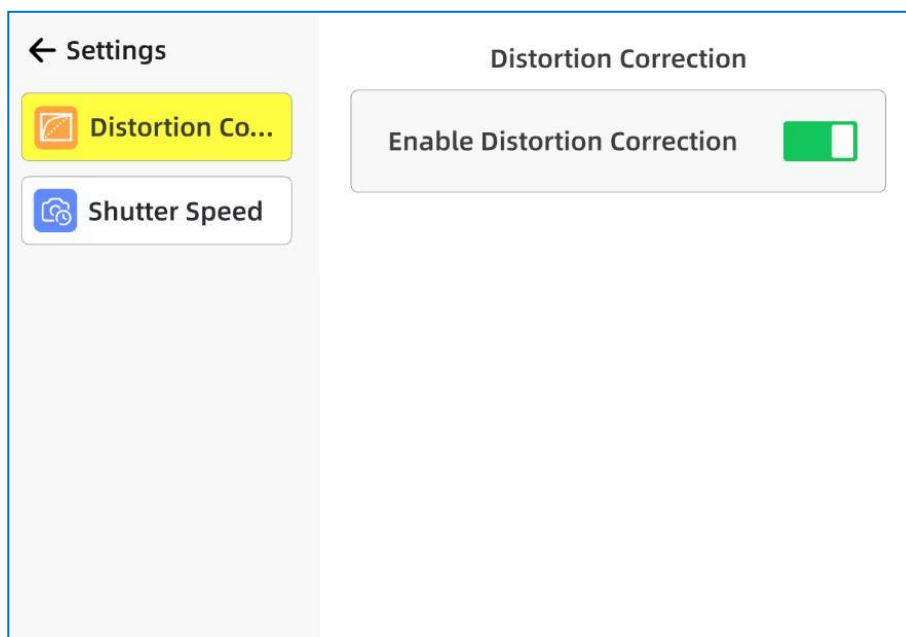 Settings
Distortion Co...
Shutter Speed
Distortion Correction
Enable Distortion Correction